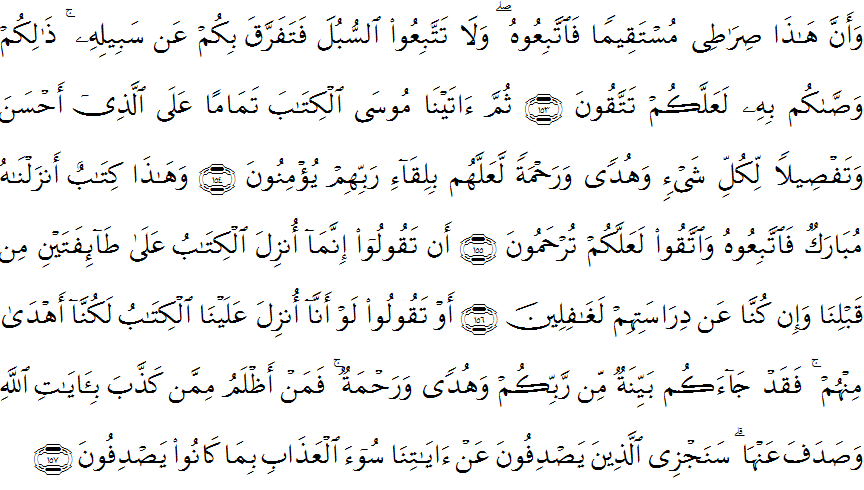 وَأَنَّ هَـٰذَا صِرَٰطِى مُسْتَقِيمًا فَٱتَّبِعُوهُ ۖ وَلَا تَتَّبِعُوا۟ ٱلسُّبُلَ فَتَفَرَّقَ بِكُمْ عَن سَبِيلِهِۦ ۚ ذَٰلِكُمْ
وَصَّىٰكُم بِهِۦ لَعَلَّكُمْ تَتَّقُونَ ﴿١٥٣﴾ ثُمَّ ءَاتَيْنَا مُوسَى ٱلْكِتَـٰبَ تَمَامًا عَلَى ٱلَّذِىٓ أَحْسَنَ
وَتَفْصِيلًا لِّكُلِّ شَىْءٍ وَهُدًى وَرَحْمَةً لَّعَلَّهُم بِلِقَآءِ رَبِّهِمْ يُؤْمِنُونَ ﴿١٥٤﴾ وَهَـٰذَا كِتَـٰبٌ أَنزَلْنَـٰهُ
مُبَارَكٌ فَٱتَّبِعُوهُ وَٱتَّقُوا۟ لَعَلَّكُمْ تُرْحَمُونَ ﴿١٥٥﴾ أَن تَقُولُوٓا۟ إِنَّمَآ أُنزِلَ ٱلْكِتَـٰبُ عَلَىٰ طَآئِفَتَيْنِ مِن
قَبْلِنَا وَإِن كُنَّا عَن دِرَاسَتِهِمْ لَغَـٰفِلِينَ ﴿١٥٦﴾ أَوْ تَقُولُوا۟ لَوْ أَنَّآ أُنزِلَ عَلَيْنَا ٱلْكِتَـٰبُ لَكُنَّآ أَهْدَىٰ
مِنْهُمْ ۚ فَقَدْ جَآءَكُم بَيِّنَةٌ مِّن رَّبِّكُمْ وَهُدًى وَرَحْمَةٌ ۚ فَمَنْ أَظْلَمُ مِمَّن كَذَّبَ بِـَٔايَـٰتِ ٱللَّهِ
وَصَدَفَ عَنْهَا ۗ سَنَجْزِى ٱلَّذِينَ يَصْدِفُونَ عَنْ ءَايَـٰتِنَا سُوٓءَ ٱلْعَذَابِ بِمَا كَانُوا۟ يَصْدِفُونَ ﴿١٥٧﴾